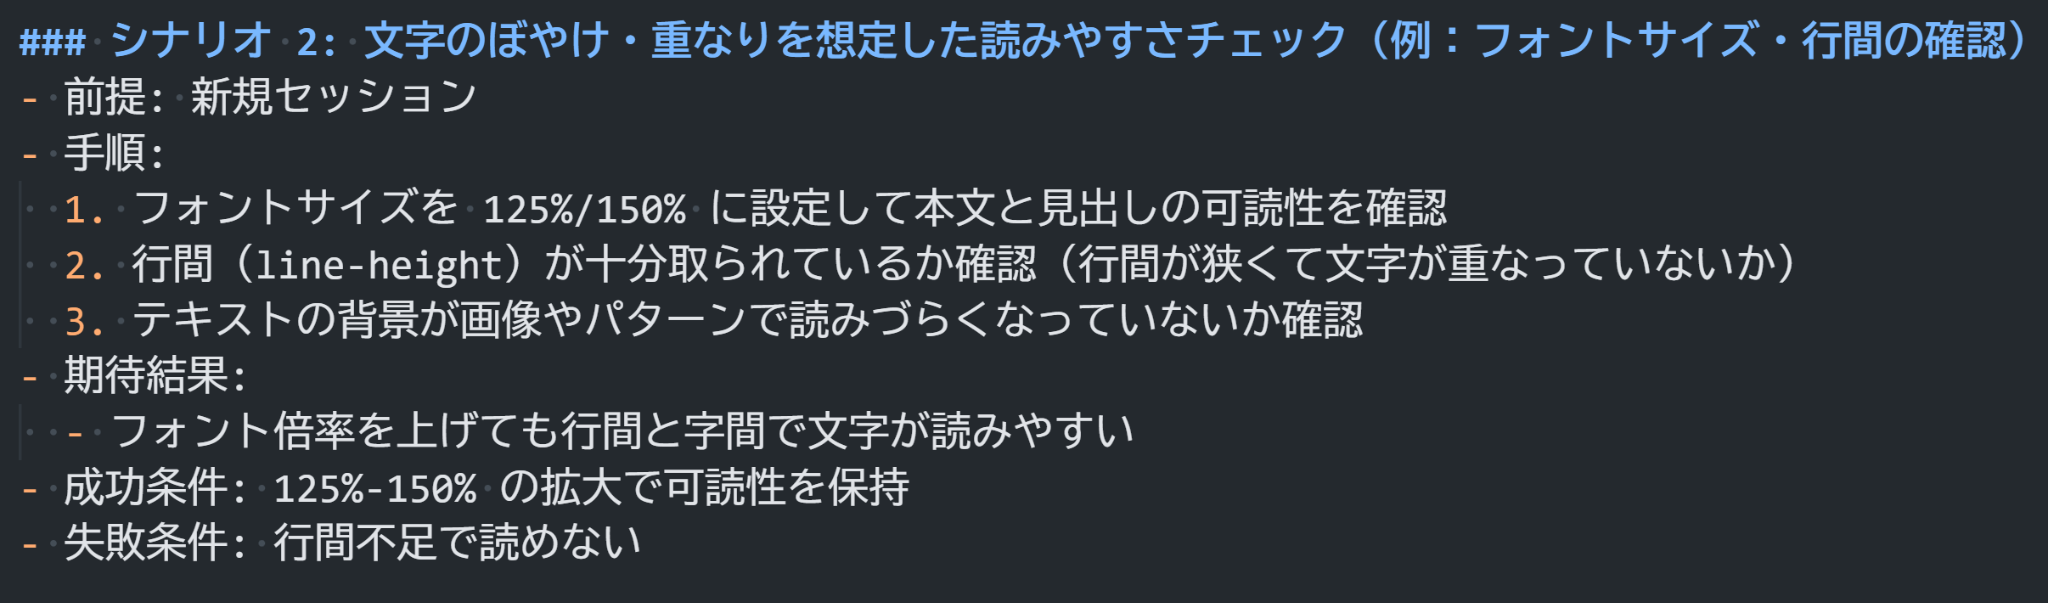 ### シナリオ 2: 文字のぼやけ・重なりを想定した読みやすさチェック（例：フォントサイズ・行間の確認）
- 前提: 新規セッション
- 手順:
  1. フォントサイズを 125%/150% に設定して本文と見出しの可読性を確認
  2. 行間（line-height）が十分取られているか確認（行間が狭くて文字が重なっていないか）
  3. テキストの背景が画像やパターンで読みづらくなっていないか確認
- 期待結果:
  - フォント倍率を上げても行間と字間で文字が読みやすい
- 成功条件: 125%-150% の拡大で可読性を保持
- 失敗条件: 行間不足で読めない